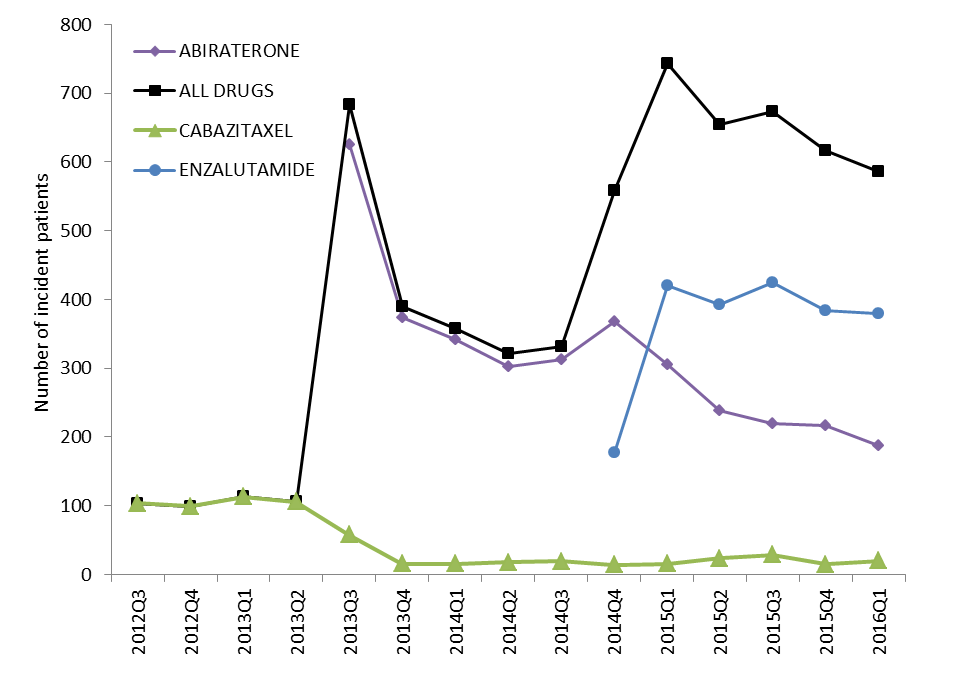 800
700
600
500
400
300
200
100
0
Number of incident patients
ABIRATERONE
ALL DRUGS
CABAZITAXEL
ENZALUTAMIDE
2012Q3
2012Q4
2013Q1
2013Q2
2013Q3
2013Q4
2014Q1
2014Q2
2014Q3
2014Q4
2015Q1
2015Q2
2015Q3
2015Q4
2016Q1